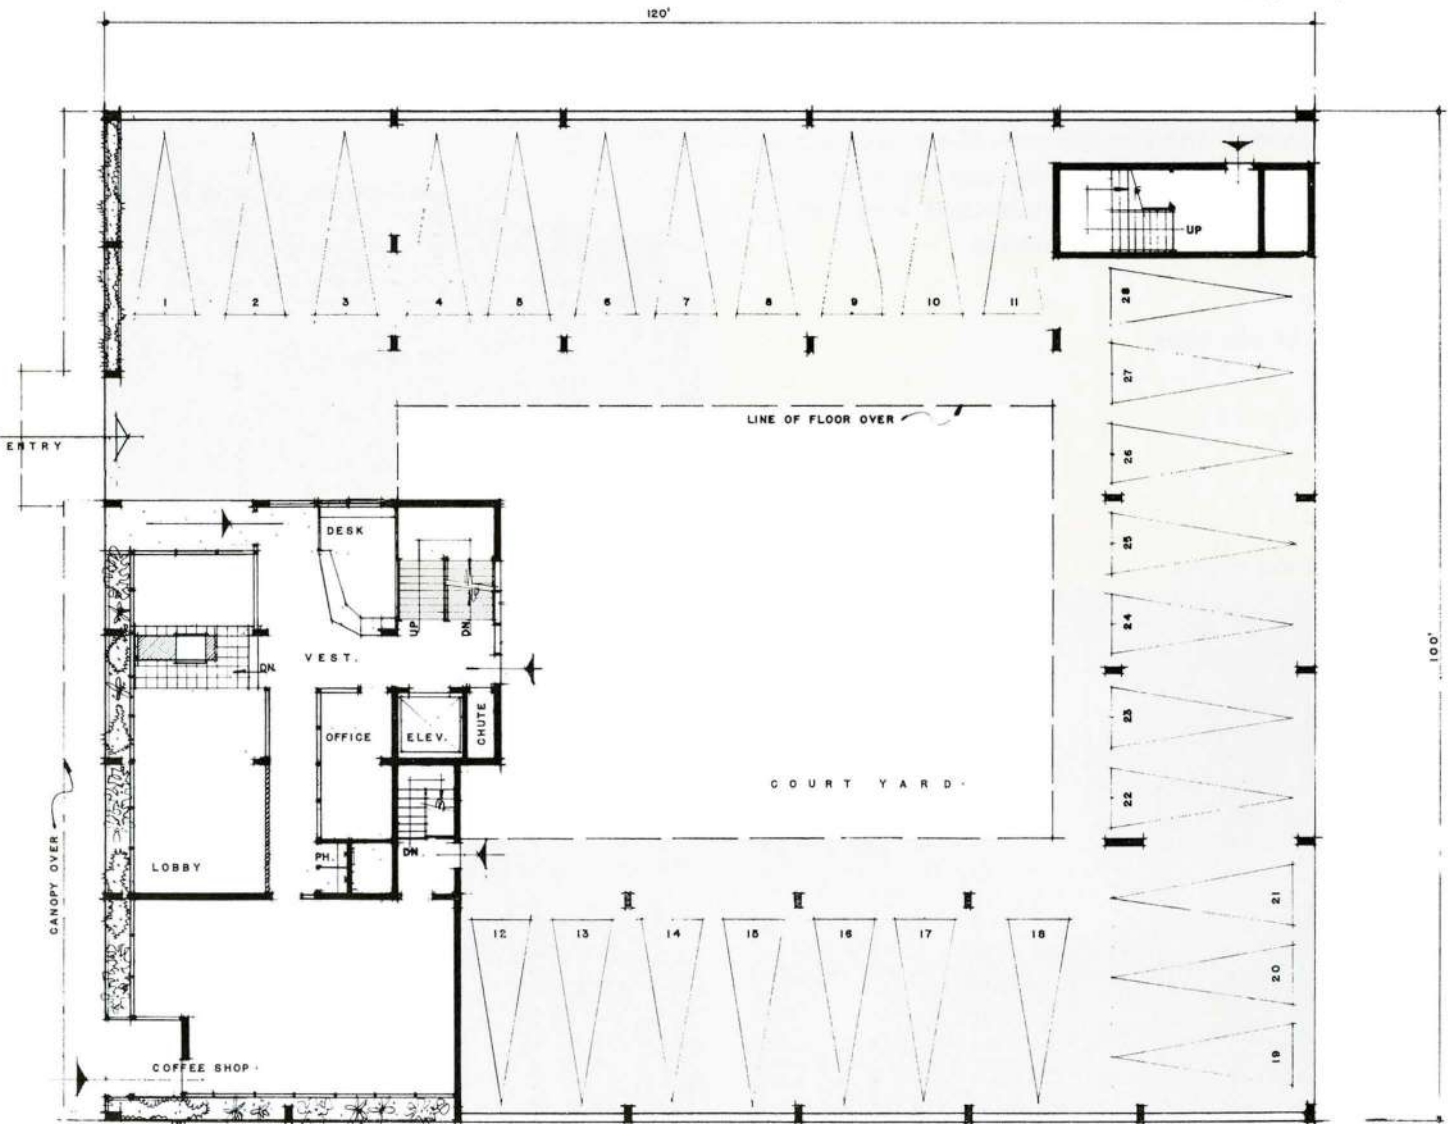 120'
1 2 3 4 5 6 7 8 9 10 11
UP
28
27
LINE OF FLOOR OVER
ENTRY
26
25
DESK
24
UP
DN.
VEST.
DN.
100'
23
OFFICE
ELEV.
CHUTE
COURT YARD
22
CANOPY OVER
PH.
DN.
LOBBY
21
12 13 14 15 16 17 18
20
19
COFFEE SHOP